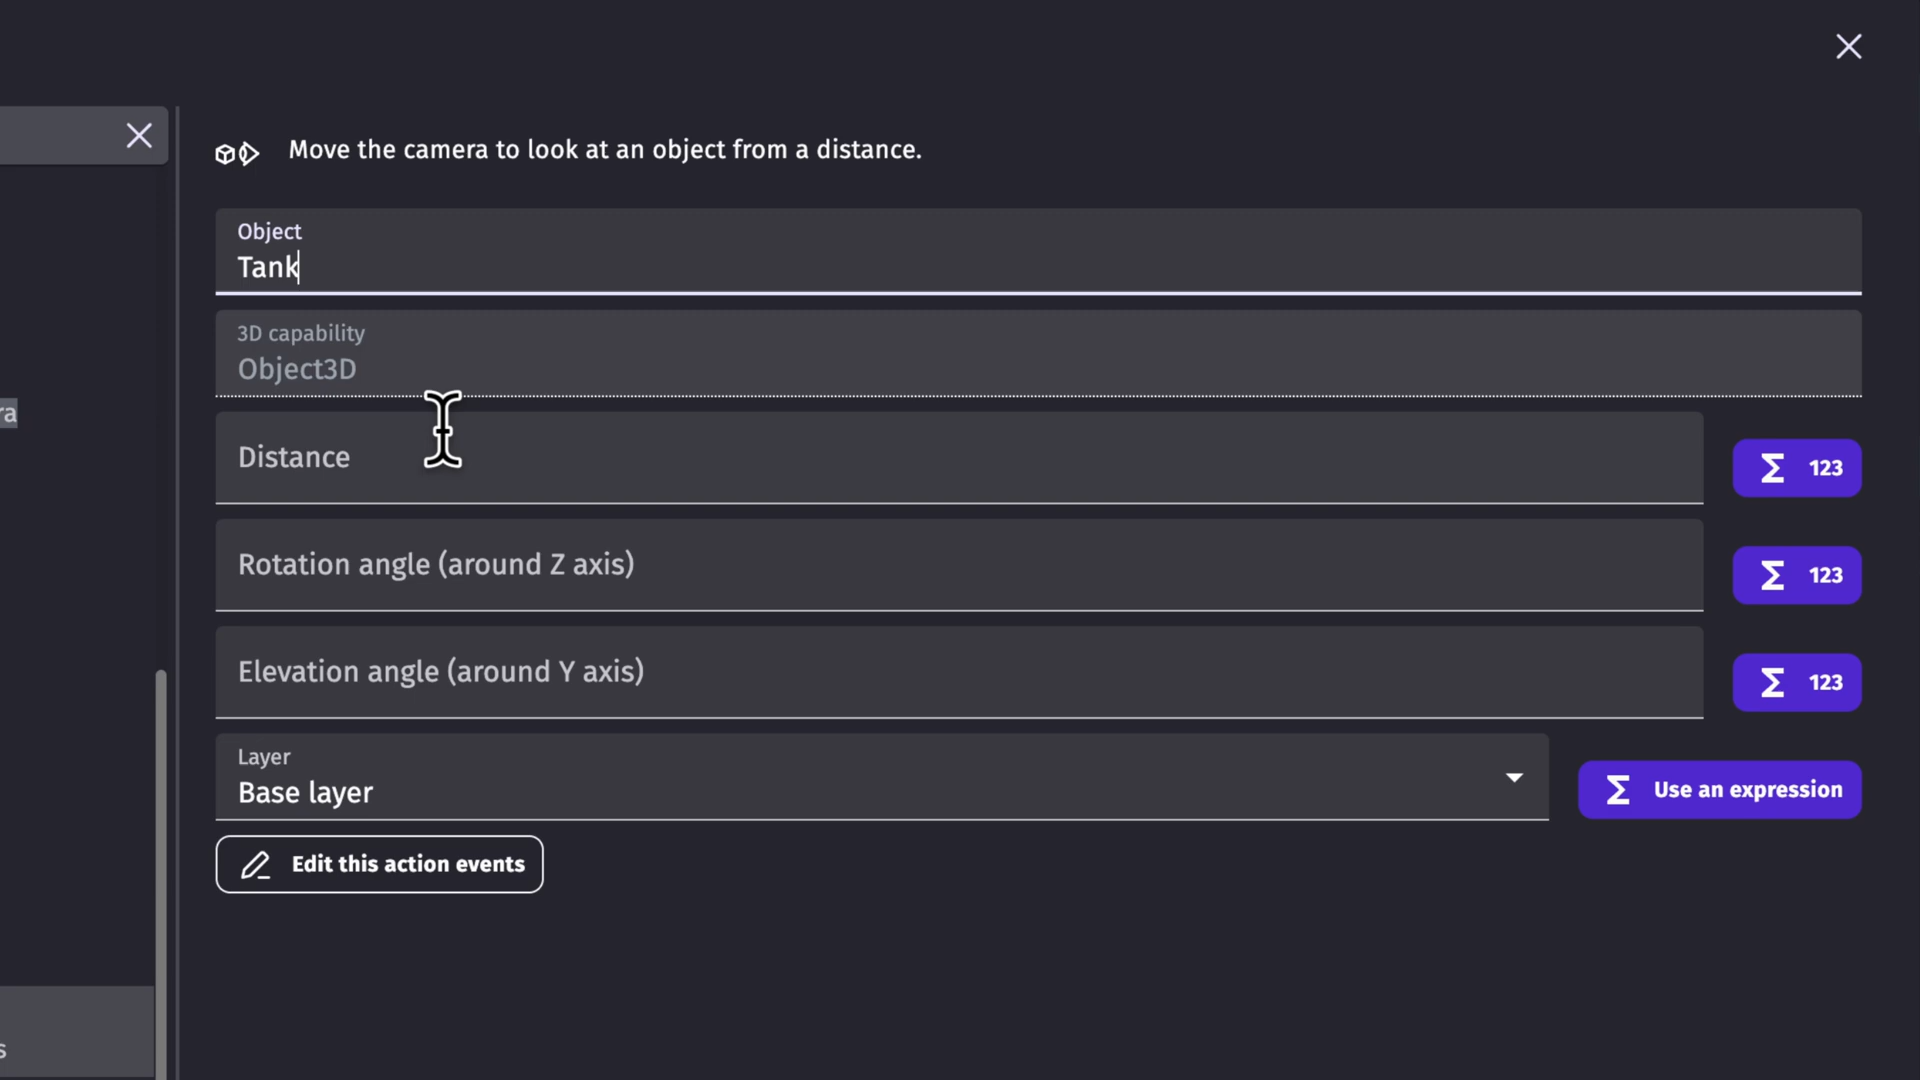 Move the camera to look at an object from a distance.
Object
Tank
3D capability
Object3D
ra
Distance
Σ 123
Rotation angle (around Z axis)
Σ 123
Elevation angle (around Y axis)
Σ 123
Layer
Base layer
Σ Use an expression
Edit this action events
s